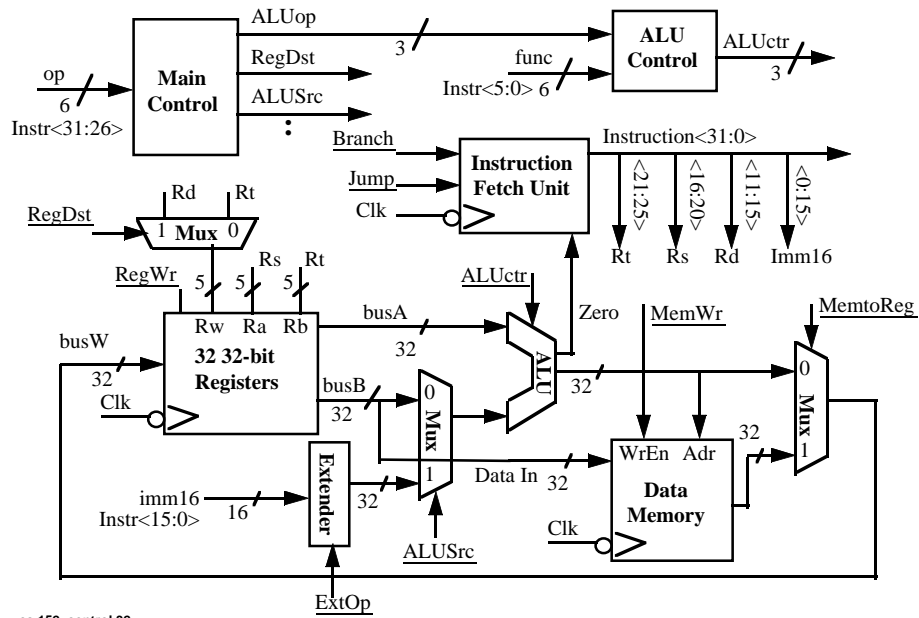 ALUop
3
RegDst
ALUSrc
op
6
Instr<31:26>
Main
Control
func
Instr<5:0> 6
ALU
Control
ALUctr
3
Branch
Jump
Clk
Instruction
Fetch Unit
Instruction<31:0>
<21:25>
<16:20>
<11:15>
<0:15>
Rt
Rs
Rd
Imm16
Rd
Rt
RegDst
1 Mux 0
RegWr
5
5
Rs
5
Rt
Rw Ra Rb
32 32-bit
Registers
busW
32
Clk
busA
32
busB
32
0
Mux
1
ALUctr
ALU
Zero
32
MemWr
MemtoReg
0
Mux
1
32
WrEn Adr
Data
Memory
Data In
32
Clk
imm16
Instr<15:0>
16
Extender
32
ALUSrc
ExtOp